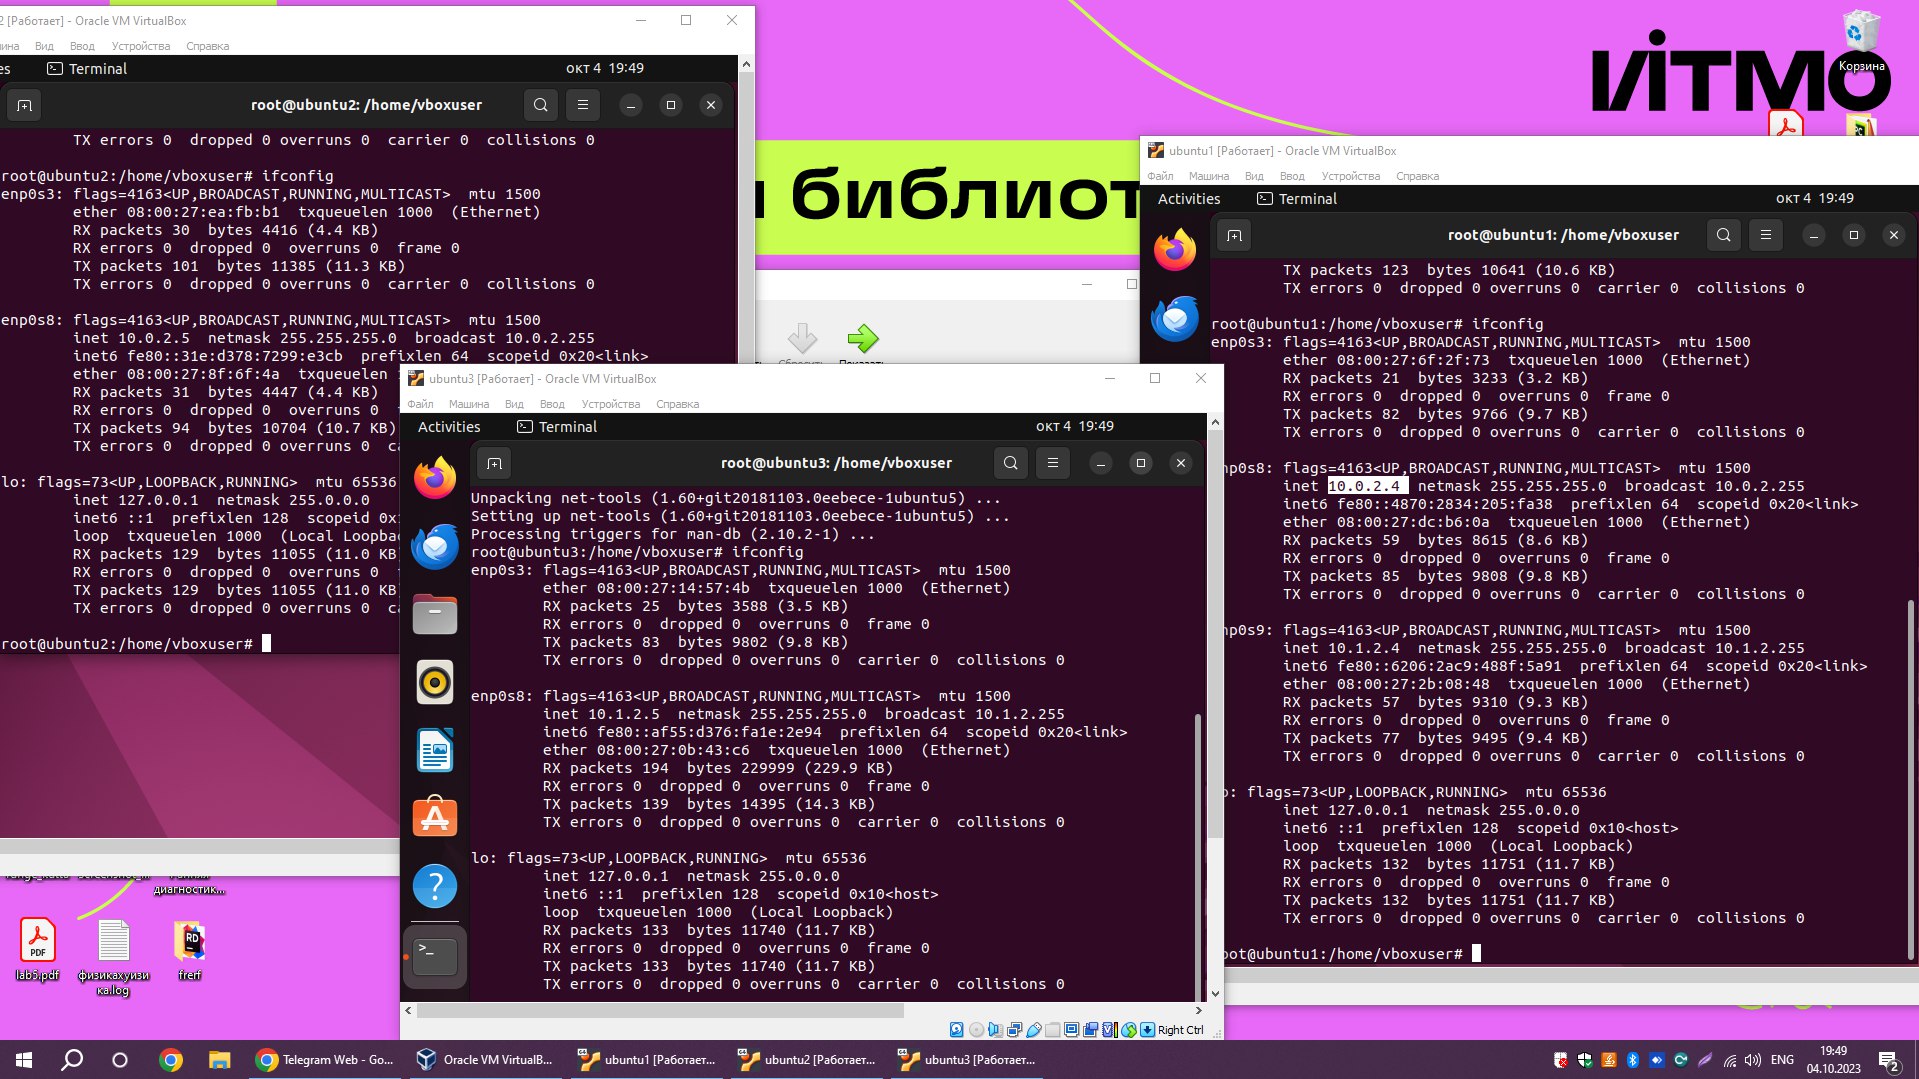 2 [Работает] - Oracle VM VirtualBox
Вид Ввод Устройства Справка
Terminal
окт 4 19:49
root@ubuntu2: /home/vboxuser
TX errors 0 dropped 0 overruns 0 carrier 0 collisions 0
root@ubuntu2:/home/vboxuser# ifconfig
enp0s3: flags=4163<UP,BROADCAST,RUNNING,MULTICAST> mtu 1500
ether 08:00:27:ea:fb:b1 txqueuelen 1000 (Ethernet)
RX packets 30 bytes 4416 (4.4 KB)
RX errors 0 dropped 0 overruns 0 frame 0
TX packets 101 bytes 11385 (11.3 KB)
TX errors 0 dropped 0 overruns 0 carrier 0 collisions 0
enp0s8: flags=4163<UP,BROADCAST,RUNNING,MULTICAST> mtu 1500
inet 10.0.2.5 netmask 255.255.255.0 broadcast 10.0.2.255
inet6 fe80::31e:d378:7299:e3cb prefixlen 64 scopeid 0x20<link>
ether 08:00:27:8f:6f:4a txqueuelen
RX packets 31 bytes 4447 (4.4 KB)
RX errors 0 dropped 0 overruns 0
TX packets 94 bytes 10704 (10.7 KB)
TX errors 0 dropped 0 overruns 0
lo: flags=73<UP,LOOPBACK,RUNNING> mtu 65536
inet 127.0.0.1 netmask 255.0.0.0
inet6 ::1 prefixlen 128 scopeid
loop txqueuelen 1000 (Local
RX packets 129 bytes 11055 (11.0 KB
RX errors 0 dropped 0 overruns 0
TX packets 129 bytes 11055 (11.0 KB
TX errors 0 dropped 0 overruns 0
root@ubuntu2:/home/vboxuser#
ИТМО
Корзина
библиот
Сбросить Показать
ubuntu1 [Работает] - Oracle VM VirtualBox
Файл Машина Вид Ввод Устройства Справка
Activities
Terminal
окт 4 19:49
root@ubuntu1: /home/vboxuser
TX packets 123 bytes 10641 (10.6 KB)
TX errors 0 dropped 0 overruns 0 carrier 0 collisions 0
root@ubuntu1:/home/vboxuser# ifconfig
enp0s3: flags=4163<UP,BROADCAST,RUNNING,MULTICAST> mtu 1500
ether 08:00:27:6f:2f:73 txqueuelen 1000 (Ethernet)
RX packets 21 bytes 3233 (3.2 KB)
RX errors 0 dropped 0 overruns 0 frame 0
TX packets 82 bytes 9766 (9.7 KB)
TX errors 0 dropped 0 overruns 0 carrier 0 collisions 0
np0s8: flags=4163<UP,BROADCAST,RUNNING,MULTICAST> mtu 1500
inet 10.0.2.4 netmask 255.255.255.0 broadcast 10.0.2.255
inet6 fe80::4870:2834:205:fa38 prefixlen 64 scopeid 0x20<link>
ether 08:00:27:dc:b6:0a txqueuelen 1000 (Ethernet)
RX packets 59 bytes 8615 (8.6 KB)
RX errors 0 dropped 0 overruns 0 frame 0
TX packets 85 bytes 9808 (9.8 KB)
TX errors 0 dropped 0 overruns 0 carrier 0 collisions 0
np0s9: flags=4163<UP,BROADCAST,RUNNING,MULTICAST> mtu 1500
inet 10.1.2.4 netmask 255.255.255.0 broadcast 10.1.2.255
inet6 fe80::6206:2ac9:488f:5a91 prefixlen 64 scopeid 0x20<link>
ether 08:00:27:2b:08:48 txqueuelen 1000 (Ethernet)
RX packets 57 bytes 9310 (9.3 KB)
RX errors 0 dropped 0 overruns 0 frame 0
TX packets 77 bytes 9495 (9.4 KB)
TX errors 0 dropped 0 overruns 0 carrier 0 collisions 0
o: flags=73<UP,LOOPBACK,RUNNING> mtu 65536
inet 127.0.0.1 netmask 255.0.0.0
inet6 ::1 prefixlen 128 scopeid 0x10<host>
loop txqueuelen 1000 (Local Loopback)
RX packets 132 bytes 11751 (11.7 KB)
RX errors 0 dropped 0 overruns 0 frame 0
TX packets 132 bytes 11751 (11.7 KB)
TX errors 0 dropped 0 overruns 0 carrier 0 collisions 0
oot@ubuntu1:/home/vboxuser#
ubuntu3 [Работает] - Oracle VM VirtualBox
Файл Машина Вид Ввод Устройства Справка
Activities
Terminal
окт 4 19:49
root@ubuntu3: /home/vboxuser
Unpacking net-tools (1.60+git20181103.0eebece-1ubuntu5) ...
Setting up net-tools (1.60+git20181103.0eebece-1ubuntu5) ...
Processing triggers for man-db (2.10.2-1) ...
root@ubuntu3:/home/vboxuser# ifconfig
enp0s3: flags=4163<UP,BROADCAST,RUNNING,MULTICAST> mtu 1500
ether 08:00:27:14:57:4b txqueuelen 1000 (Ethernet)
RX packets 25 bytes 3588 (3.5 KB)
RX errors 0 dropped 0 overruns 0 frame 0
TX packets 83 bytes 9802 (9.8 KB)
TX errors 0 dropped 0 overruns 0 carrier 0 collisions 0
enp0s8: flags=4163<UP,BROADCAST,RUNNING,MULTICAST> mtu 1500
inet 10.1.2.5 netmask 255.255.255.0 broadcast 10.1.2.255
inet6 fe80::af55:d376:fa1e:2e94 prefixlen 64 scopeid 0x20<link>
ether 08:00:27:0b:43:c6 txqueuelen 1000 (Ethernet)
RX packets 194 bytes 229999 (229.9 KB)
RX errors 0 dropped 0 overruns 0 frame 0
TX packets 139 bytes 14395 (14.3 KB)
TX errors 0 dropped 0 overruns 0 carrier 0 collisions 0
lo: flags=73<UP,LOOPBACK,RUNNING> mtu 65536
inet 127.0.0.1 netmask 255.0.0.0
inet6 ::1 prefixlen 128 scopeid 0x10<host>
loop txqueuelen 1000 (Local Loopback)
RX packets 133 bytes 11740 (11.7 KB)
RX errors 0 dropped 0 overruns 0 frame 0
TX packets 133 bytes 11740 (11.7 KB)
TX errors 0 dropped 0 overruns 0 carrier 0 collisions 0
Right Ctrl
диагностик...
PDF
RD
lab5.pdf
физикахуизи
ка.log
frerf
Telegram Web - Go...
Oracle VM VirtualB...
ubuntu1 [Работает...
ubuntu2 [Работает...
ubuntu3 [Работает...
ENG
19:49
04.10.2023
2